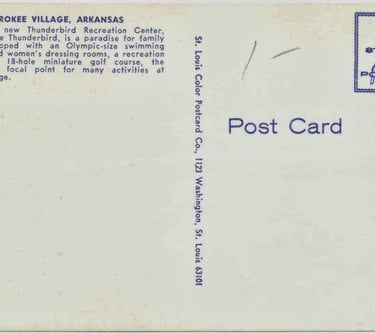 ROKEE VILLAGE, ARKANSAS
new Thunderbird Recreation Center,
e Thunderbird, is a paradise for family
pped with an Olympic-size swimming
d women's dressing rooms, a recreation
18-hole miniature golf course, the
focal point for many activities at
ge.
St. Louis Color Postcard Co., 1123 Washington, St. Louis 63101
1-
Post Card